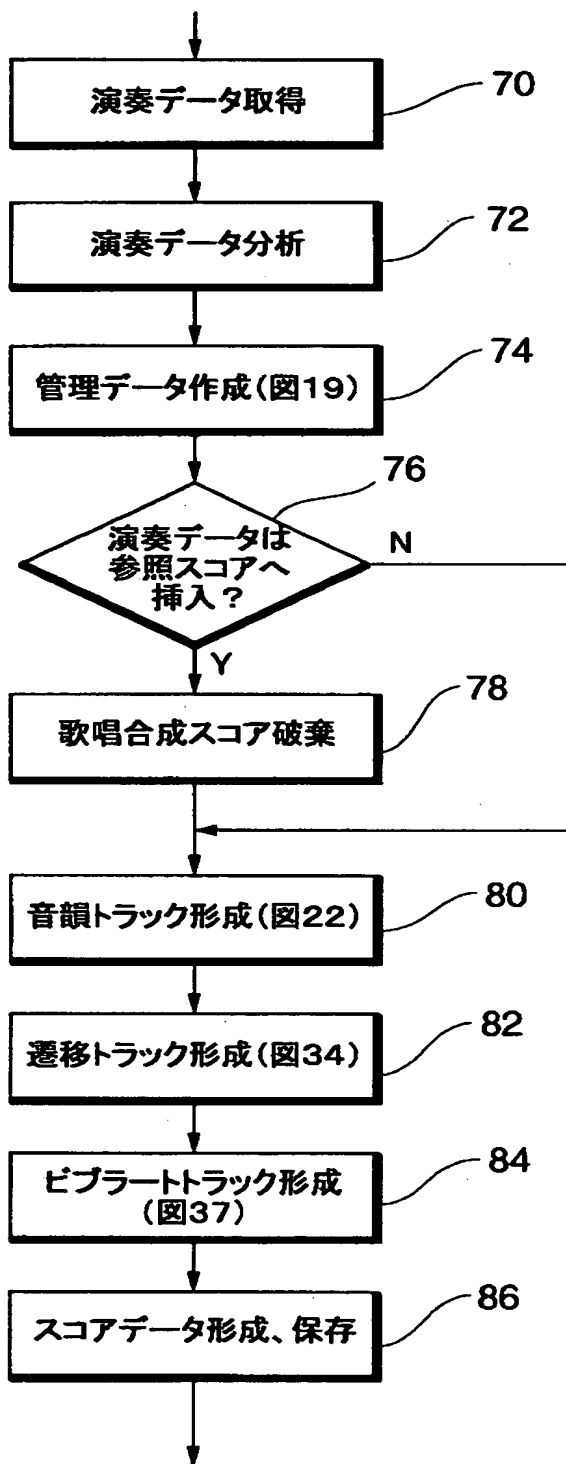 演奏データ取得
70
演奏データ分析
72
管理データ作成(図19)
74
76
演奏データは
参照スコアへ
挿入?
N
Y
歌唱合成スコア破棄
78
音韻トラック形成(図22)
80
遷移トラック形成(図34)
82
ビブラートトラック形成
(図37)
84
スコアデータ形成、保存
86